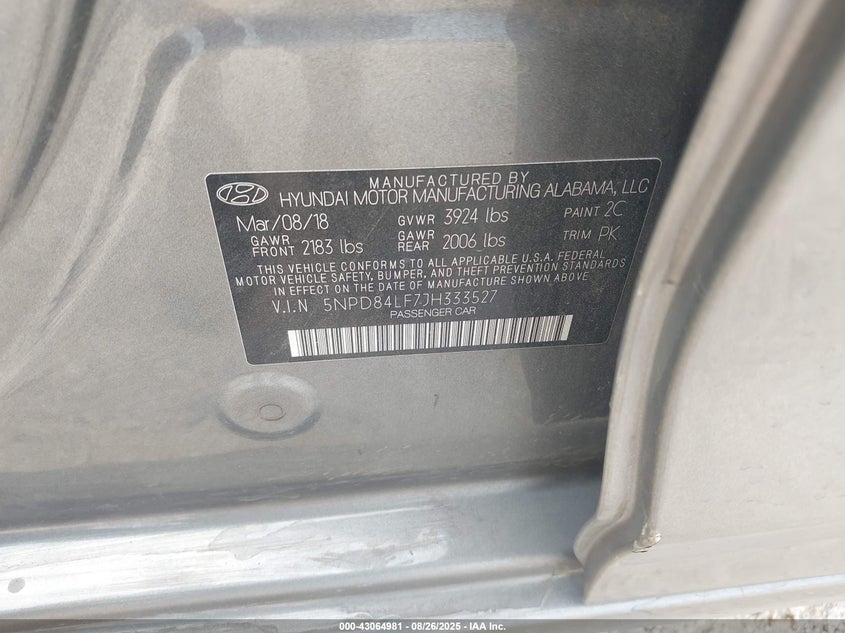 MANUFACTURED BY
HYUNDAI MOTOR MANUFACTURING ALABAMA, LLC
Mar/08/18 GVWR 3924 lbs PAINT 2C
GAWR FRONT 2183 lbs GAWR REAR 2006 lbs TRIM PK
THIS VEHICLE CONFORMS TO ALL APPLICABLE U.S.A. FEDERAL
MOTOR VEHICLE SAFETY, BUMPER, AND THEFT PREVENTION STANDARDS
IN EFFECT ON THE DATE OF MANUFACTURE SHOWN ABOVE
V.I.N 5NPD84LF7JH333527
PASSENGER CAR
000-43064981 - 08/26/2025 - IAA Inc.